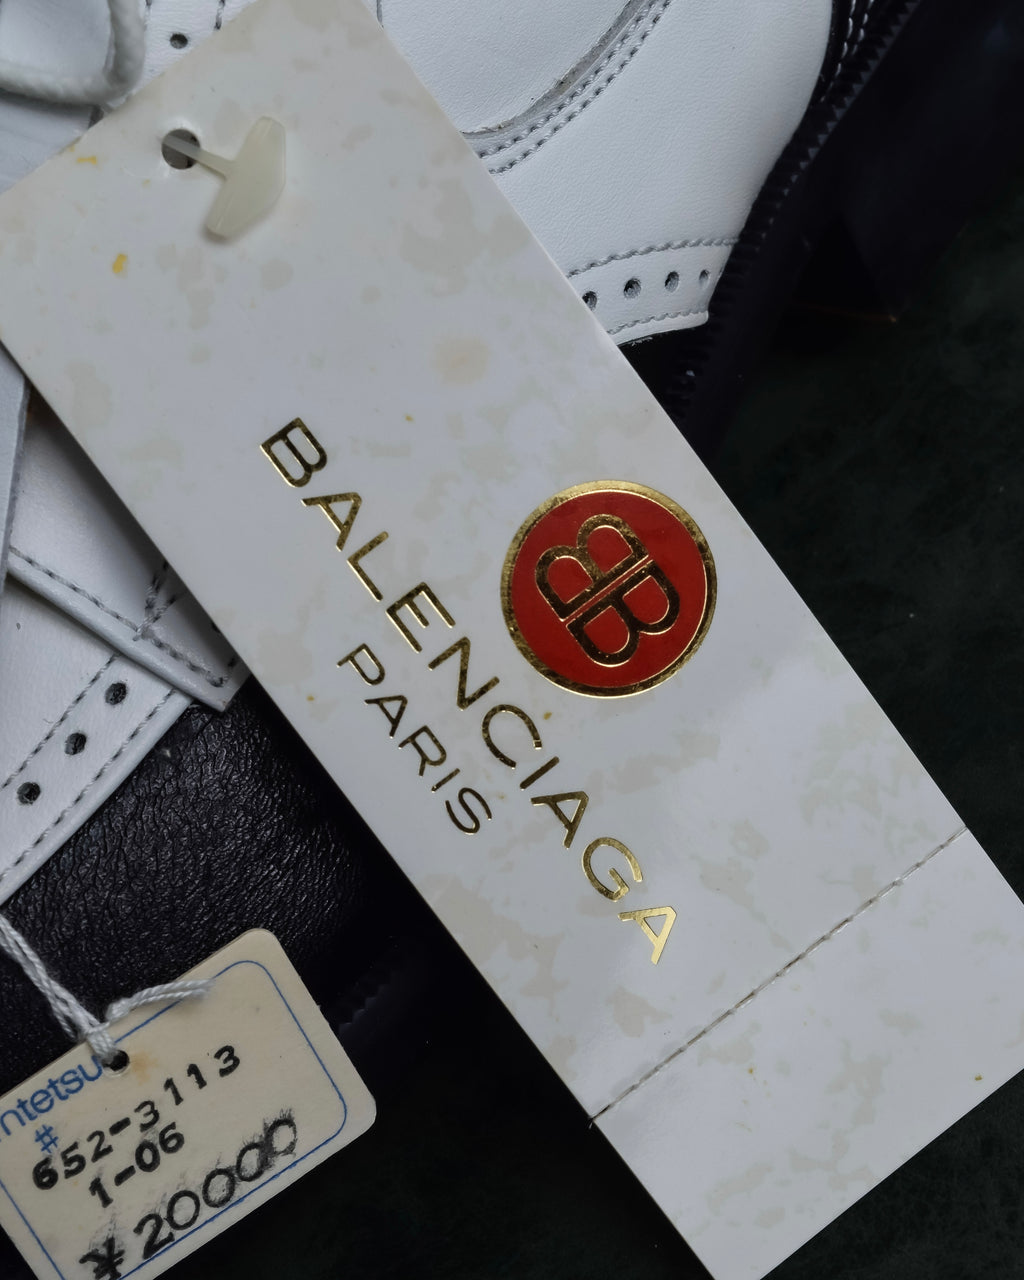 BALENCIAGA
PARIS
BB
ntetsu
#
652-3113
1-06
¥20000